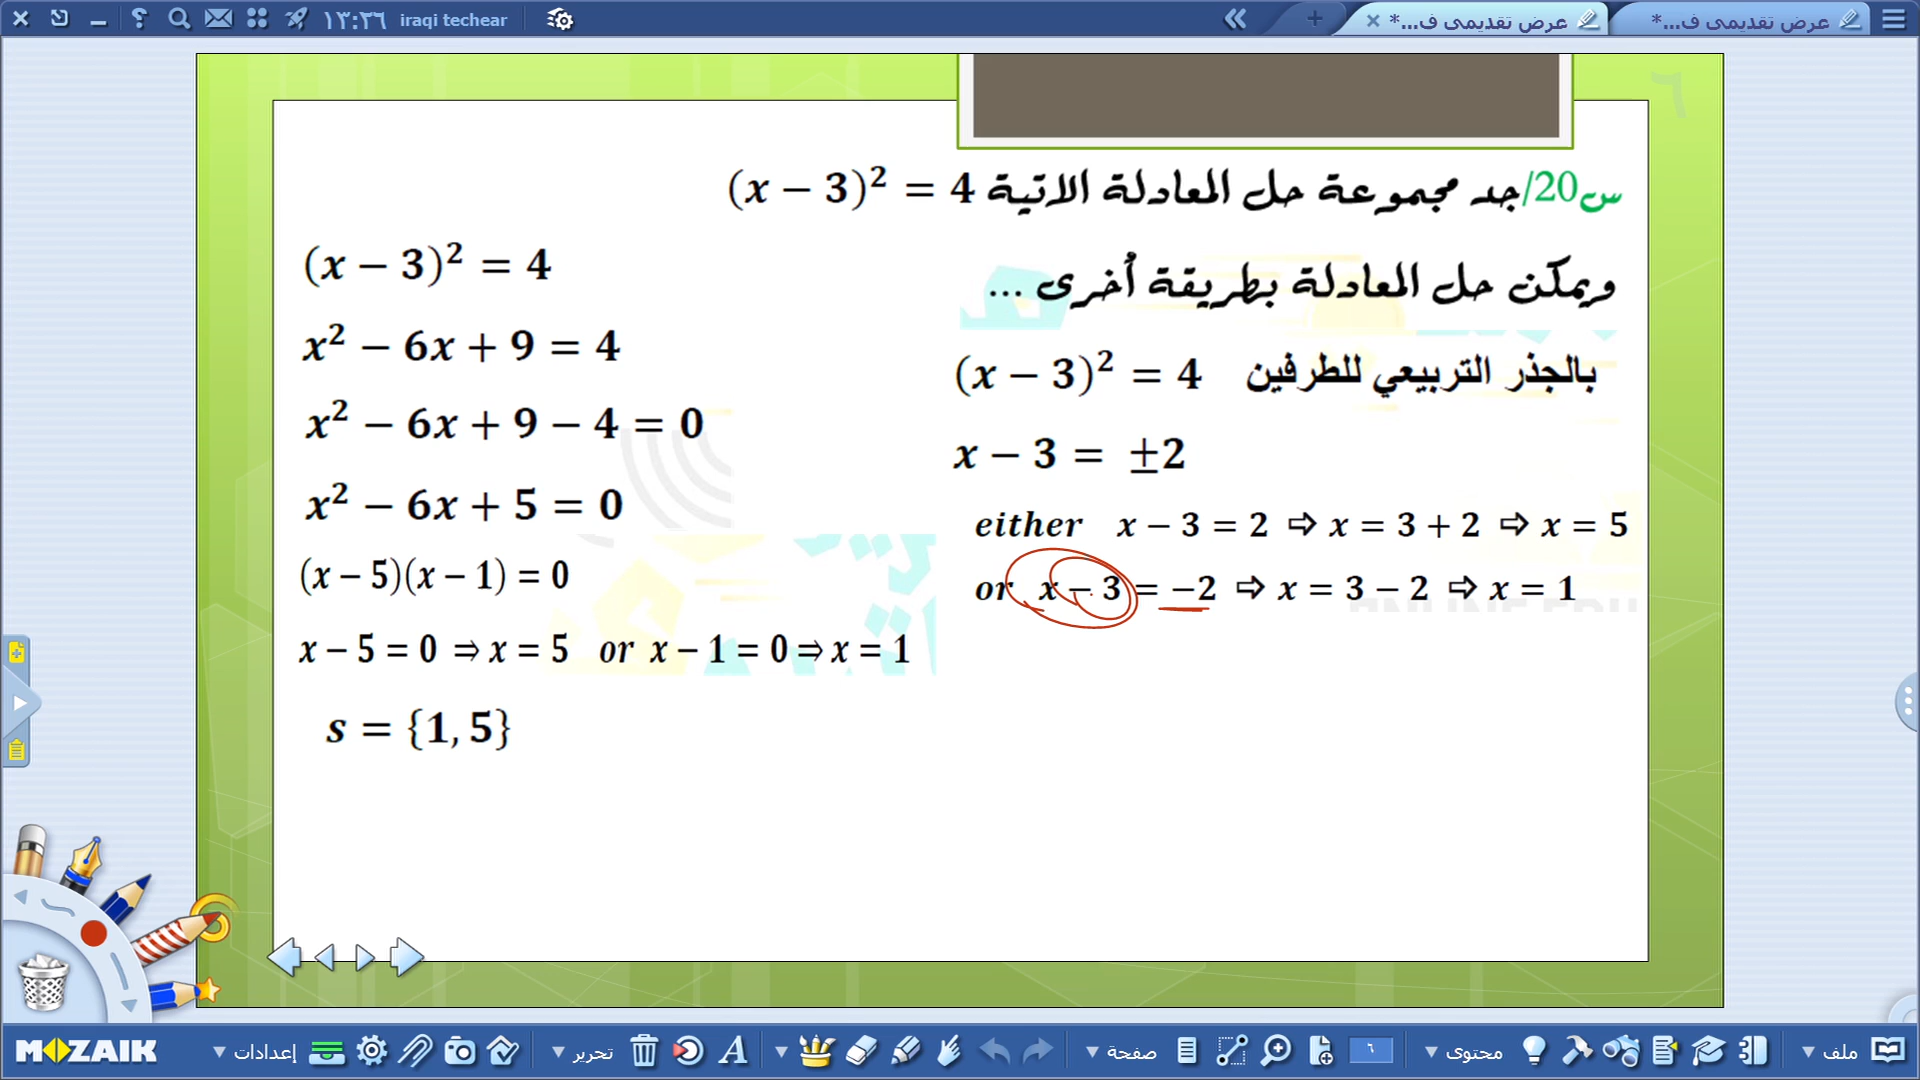 iraqi techear ١٣:٣٦
عرض تقديمي ف...*
عرض تقديمي ف...*
٦
س20/جد مجموعة حل المعادلة الاتية (x − 3)² = 4
(x − 3)² = 4
x² − 6x + 9 = 4
x² − 6x + 9 − 4 = 0
x² − 6x + 5 = 0
(x − 5)(x − 1) = 0
x − 5 = 0 ⇒ x = 5 or x − 1 = 0 ⇒ x = 1
s = {1, 5}
ويمكن حل المعادلة بطريقة أخرى ...
(x − 3)² = 4 بالجذر التربيعي للطرفين
x − 3 = ±2
either x − 3 = 2 ⇨ x = 3 + 2 ⇨ x = 5
or x − 3 = −2 ⇨ x = 3 − 2 ⇨ x = 1
MOZAIK
إعدادات
تحرير
صفحة
٦
محتوى
ملف